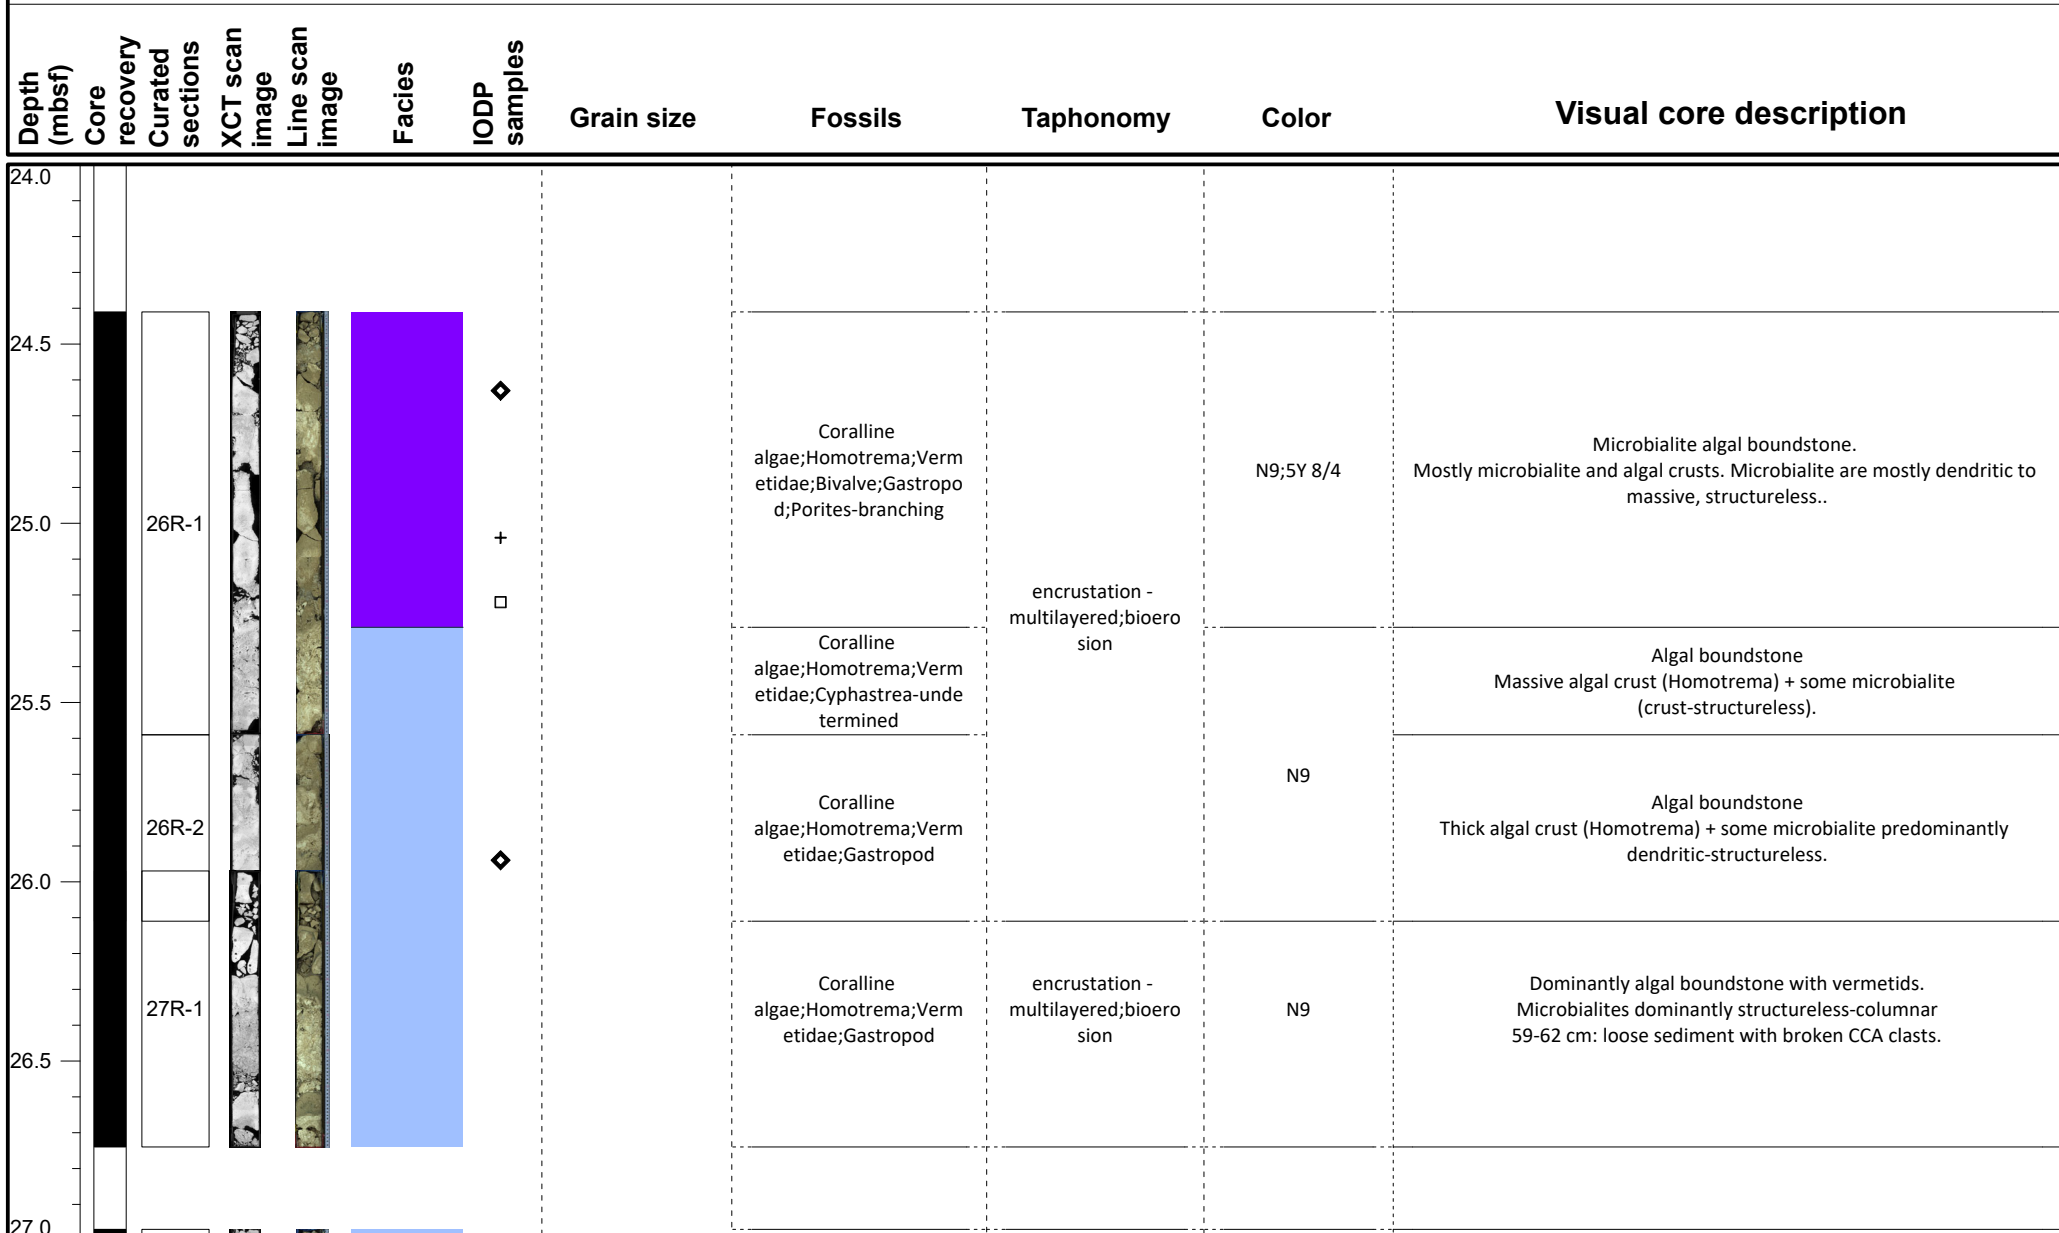 Depth
(mbsf)
Core
recovery
Curated
sections
XCT scan
image
Line scan
image
Facies
IODP
samples
Grain size
Fossils
Taphonomy
Color
Visual core description
24.0
24.5
25.0
25.5
26.0
26.5
27.0
26R-1
26R-2
27R-1
Coralline
algae;Homotrema;Verm
etidae;Bivalve;Gastropo
d;Porites-branching
N9;5Y 8/4
Microbialite algal boundstone.
Mostly microbialite and algal crusts. Microbialite are mostly dendritic to
massive, structureless..
encrustation -
multilayered;bioero
sion
Coralline
algae;Homotrema;Verm
etidae;Cyphastrea-unde
termined
Algal boundstone
Massive algal crust (Homotrema) + some microbialite
(crust-structureless).
N9
Coralline
algae;Homotrema;Verm
etidae;Gastropod
Algal boundstone
Thick algal crust (Homotrema) + some microbialite predominantly
dendritic-structureless.
Coralline
algae;Homotrema;Verm
etidae;Gastropod
encrustation -
multilayered;bioero
sion
N9
Dominantly algal boundstone with vermetids.
Microbialites dominantly structureless-columnar
59-62 cm: loose sediment with broken CCA clasts.